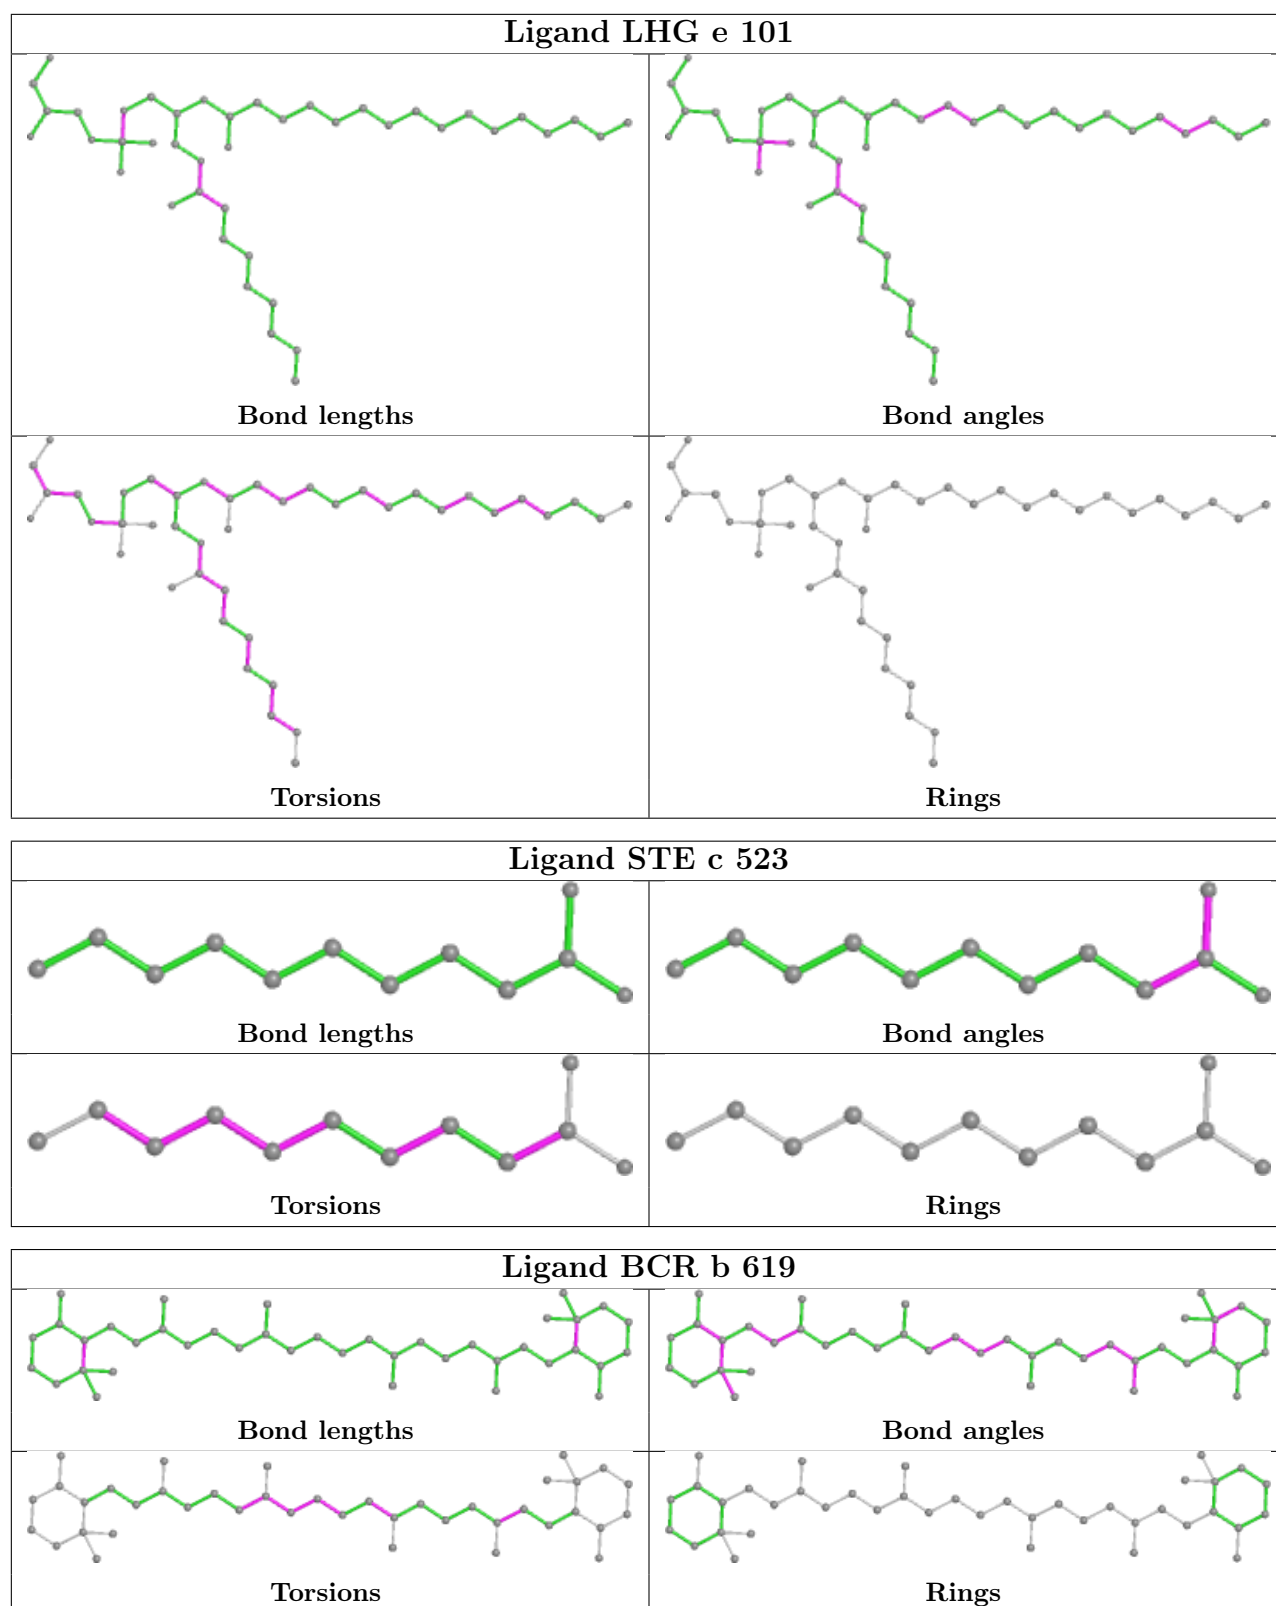 Ligand LHG e 101
Bond lengths
Bond angles
Torsions
Rings
Ligand STE c 523
Bond lengths
Bond angles
Torsions
Rings
Ligand BCR b 619
Bond lengths
Bond angles
Torsions
Rings